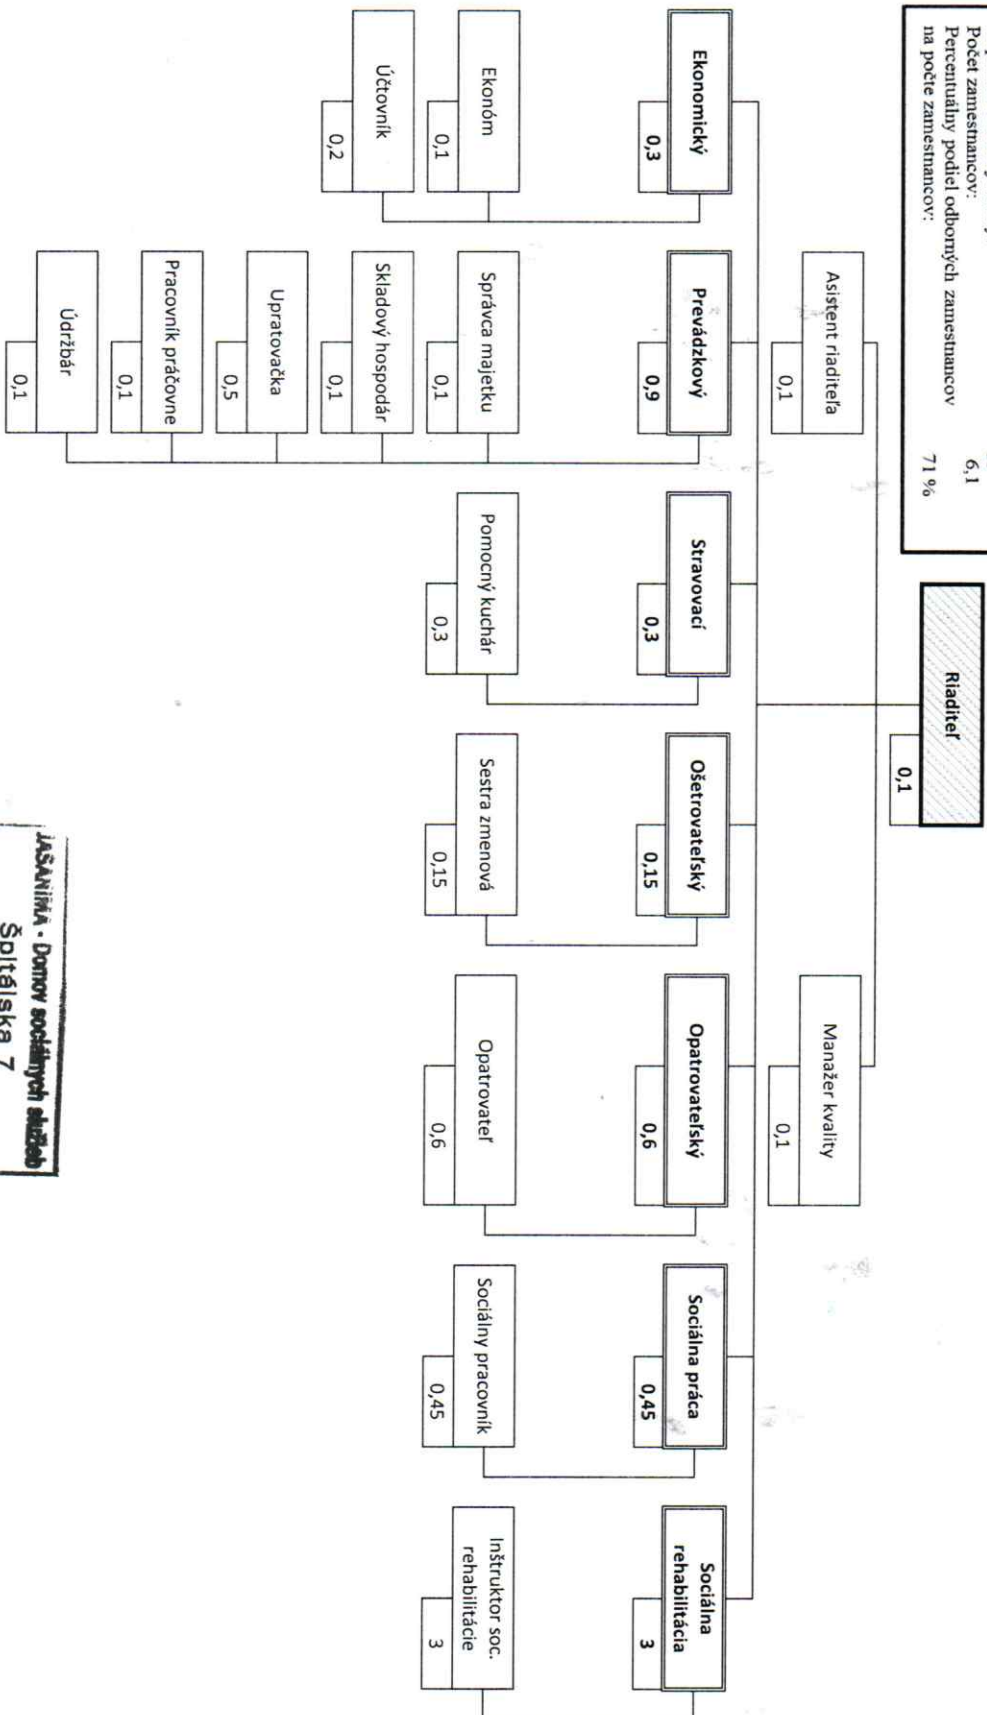 Počet zamestnancov: 6,1
Percentuálny podiel odborných zamestnancov
na počte zamestnancov: 71 %
Riaditeľ
0,1
Asistent riaditeľa
0,1
Manažer kvality
0,1
Ekonomický
0,3
Prevádzkový
0,9
Stravovací
0,3
Ošetrovateľský
0,15
Opatrovateľský
0,6
Sociálna práca
0,45
Sociálna
rehabilitácia
3
Ekonóm
0,1
Účtovník
0,2
Správca majetku
0,1
Skladový hospodár
0,1
Upratovačka
0,5
Pracovník práčovne
0,1
Údržbár
0,1
Pomocný kuchár
0,3
Sestra zmenová
0,15
Opatrovateľ
0,6
Sociálny pracovník
0,45
Inštruktor soc.
rehabilitácie
3
JASANIMA - Domov sociálnych služieb
Špitálska 7